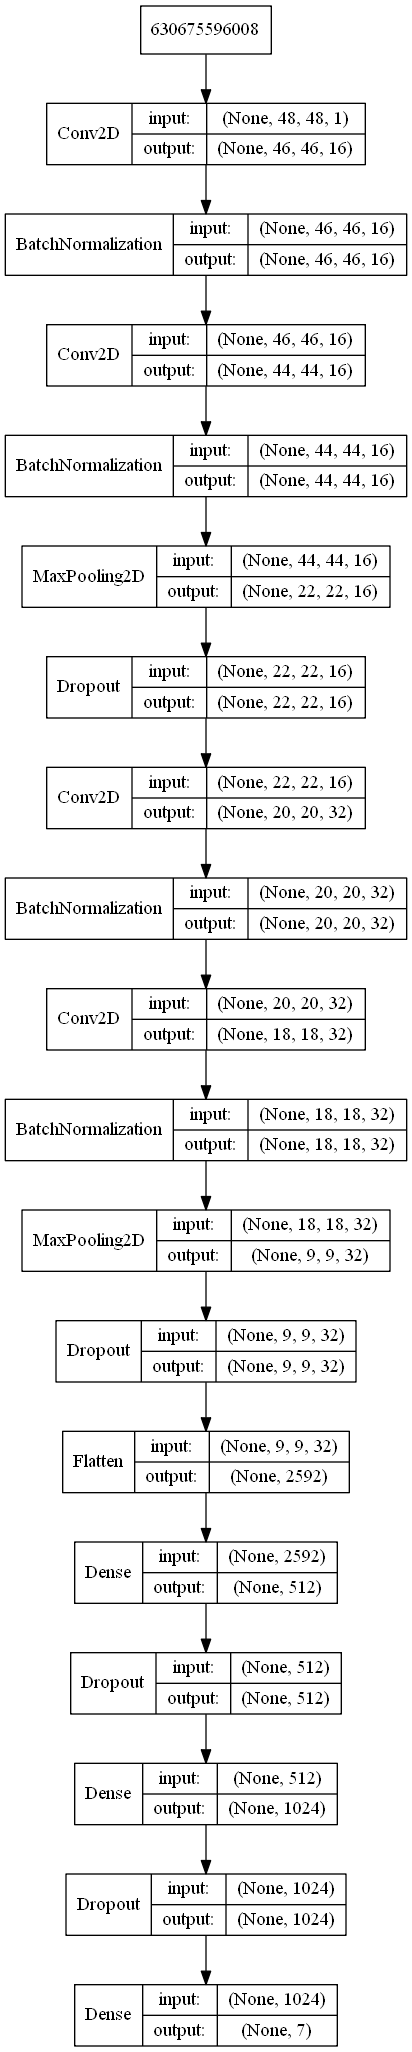 630675596008
Conv2D
input: (None, 48, 48, 1)
output: (None, 46, 46, 16)
BatchNormalization
input: (None, 46, 46, 16)
output: (None, 46, 46, 16)
Conv2D
input: (None, 46, 46, 16)
output: (None, 44, 44, 16)
BatchNormalization
input: (None, 44, 44, 16)
output: (None, 44, 44, 16)
MaxPooling2D
input: (None, 44, 44, 16)
output: (None, 22, 22, 16)
Dropout
input: (None, 22, 22, 16)
output: (None, 22, 22, 16)
Conv2D
input: (None, 22, 22, 16)
output: (None, 20, 20, 32)
BatchNormalization
input: (None, 20, 20, 32)
output: (None, 20, 20, 32)
Conv2D
input: (None, 20, 20, 32)
output: (None, 18, 18, 32)
BatchNormalization
input: (None, 18, 18, 32)
output: (None, 18, 18, 32)
MaxPooling2D
input: (None, 18, 18, 32)
output: (None, 9, 9, 32)
Dropout
input: (None, 9, 9, 32)
output: (None, 9, 9, 32)
Flatten
input: (None, 9, 9, 32)
output: (None, 2592)
Dense
input: (None, 2592)
output: (None, 512)
Dropout
input: (None, 512)
output: (None, 512)
Dense
input: (None, 512)
output: (None, 1024)
Dropout
input: (None, 1024)
output: (None, 1024)
Dense
input: (None, 1024)
output: (None, 7)